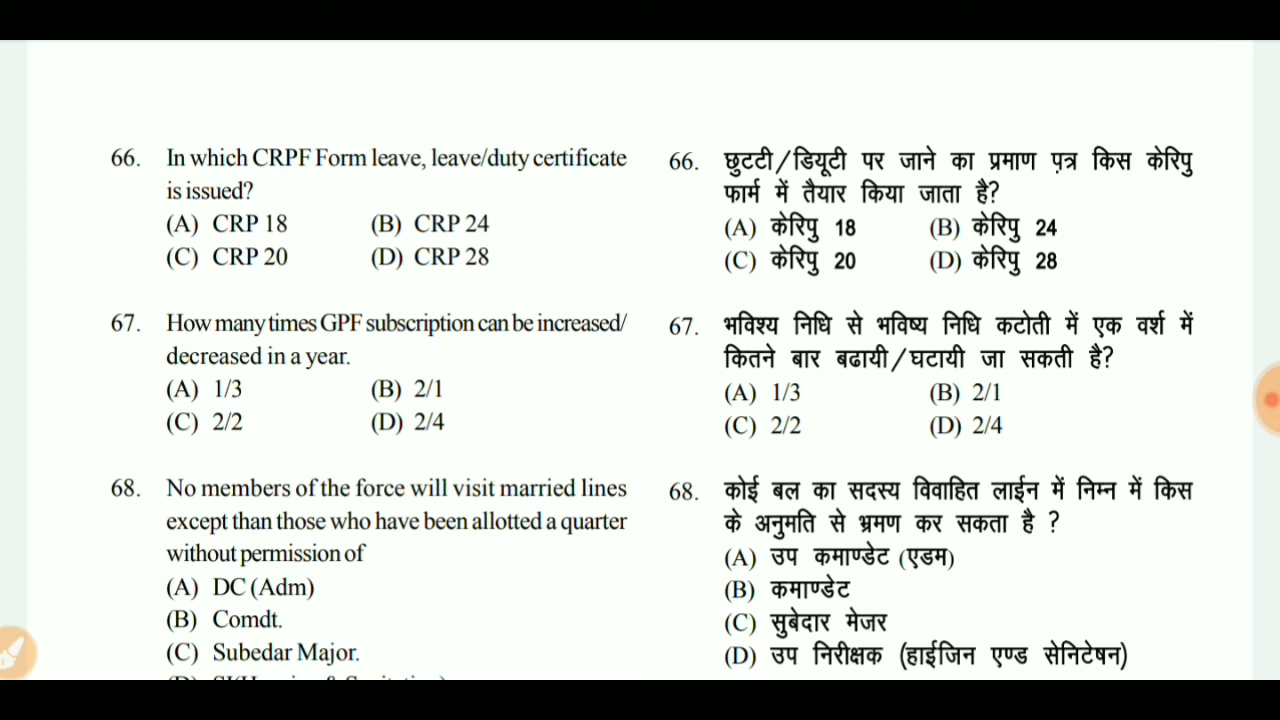 66. In which CRPF Form leave, leave/duty certificate
is issued?
(A) CRP 18 (B) CRP 24
(C) CRP 20 (D) CRP 28
67. How many times GPF subscription can be increased/
decreased in a year.
(A) 1/3 (B) 2/1
(C) 2/2 (D) 2/4
68. No members of the force will visit married lines
except than those who have been allotted a quarter
without permission of
(A) DC (Adm)
(B) Comdt.
(C) Subedar Major.
66. छुटटी/डियूटी पर जाने का प्रमाण प़त्र किस केरिपु
फार्म में तैयार किया जाता है?
(A) केरिपु 18 (B) केरिपु 24
(C) केरिपु 20 (D) केरिपु 28
67. भविश्य निधि से भविष्य निधि कटोती में एक वर्श में
कितने बार बढायी/घटायी जा सकती है?
(A) 1/3 (B) 2/1
(C) 2/2 (D) 2/4
68. कोई बल का सदस्य विवाहित लाईन में निम्न में किस
के अनुमति से भ्रमण कर सकता है ?
(A) उप कमाण्डेट (एडम)
(B) कमाण्डेट
(C) सुबेदार मेजर
(D) उप निरीक्षक (हाईजिन एण्ड सेनिटेषन)